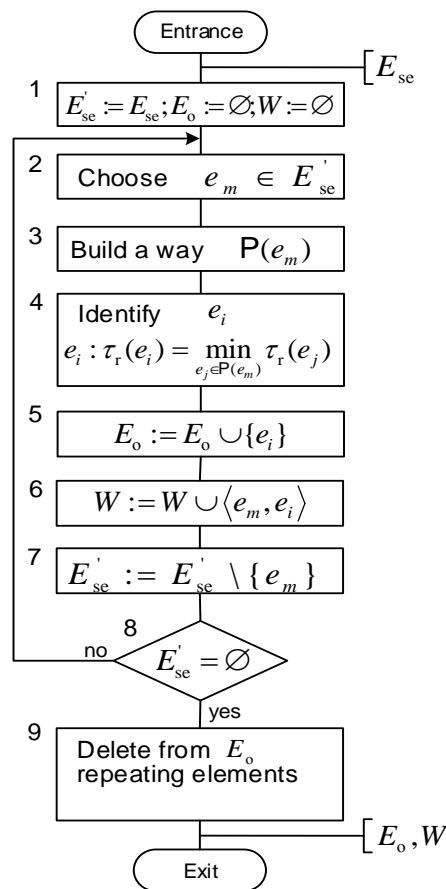 Entrance
E_se
1
E'_se := E_se; E_o := ∅; W := ∅
2
Choose e_m ∈ E'_se
3
Build a way P(e_m)
4
Identify e_i
e_i : τ_r(e_i) = min_{e_j∈P(e_m)} τ_r(e_j)
5
E_o := E_o ∪ {e_i}
6
W := W ∪ ⟨e_m, e_i⟩
7
E'_se := E'_se \ {e_m}
8
no
E'_se = ∅
yes
9
Delete from E_o
repeating elements
E_o, W
Exit